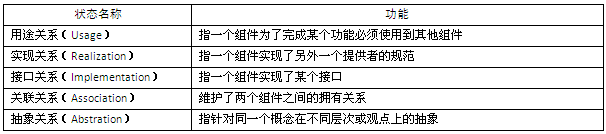 状态名称 功能
用途关系（Usage） 指一个组件为了完成某个功能必须使用到其他组件
实现关系（Realization） 指一个组件实现了另外一个提供者的规范
接口关系（Implementation） 指一个组件实现了某个接口
关联关系（Association） 维护了两个组件之间的拥有关系
抽象关系（Abstration） 指针对同一个概念在不同层次或观点上的抽象